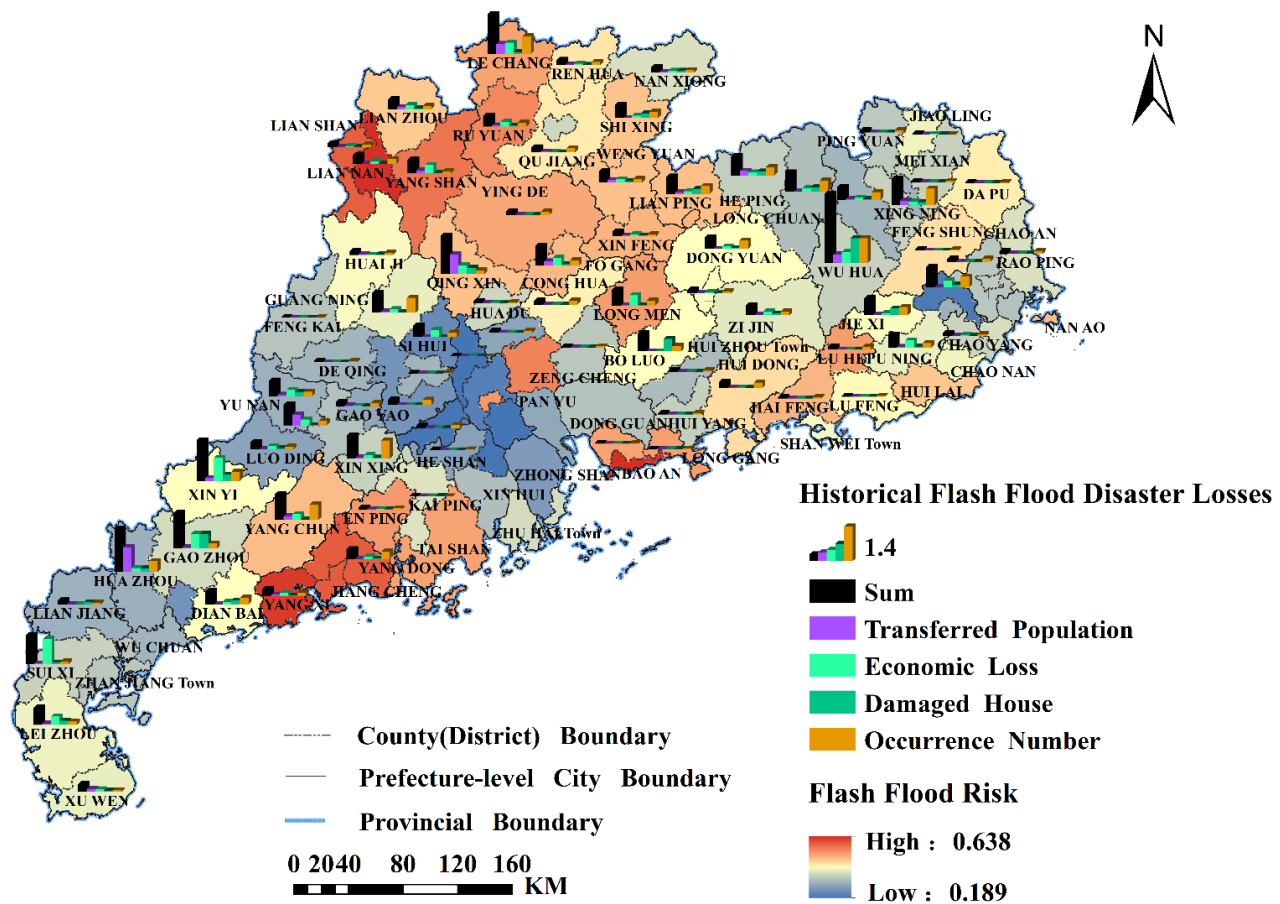 N
LE CHANG
REN HUA
NAN XIONG
LIAN ZHOU
LIAN SHAN
RU YUAN
SHI XING
JIAO LING
PING YUAN
LIAN NAN
YANG SHAN
QU JIANG
WENG YUAN
MEI XIAN
YING DE
LIAN PING
HE PING
XING NING
DA PU
LONG CHUAN
FENG SHUN
CHAO AN
XIN FENG
HUAI JI
QING XIN
FO GANG
DONG YUAN
WU HUA
RAO PING
CONG HUA
GUANG NING
HUA DU
LONG MEN
FENG KAI
ZI JIN
JIE XI
NAN AO
SI HUI
HUI ZHOU Town
CHAO YANG
BO LUO
LU HE
PU NING
DE QING
ZENG CHENG
HUI DONG
CHAO NAN
YU NAN
GAO YAO
PAN YU
HUI LAI
HAI FENG
LU FENG
DONG GUAN
HUI YANG
LUO DING
XIN XING
HE SHAN
SHAN WEI Town
LONG GANG
ZHONG SHAN
BAO AN
XIN YI
XIN HUI
KAI PING
YANG CHUN
EN PING
ZHU HAI Town
GAO ZHOU
TAI SHAN
YANG DONG
HUA ZHOU
JIANG CHENG
LIAN JIANG
DIAN BAI
YANG XI
WU CHUAN
SUI XI
ZHAN JIANG Town
LEI ZHOU
XU WEN
Historical Flash Flood Disaster Losses
1.4
Sum
Transferred Population
Economic Loss
Damaged House
Occurrence Number
County(District) Boundary
Prefecture-level City Boundary
Provincial Boundary
0 20 40 80 120 160
KM
Flash Flood Risk
High : 0.638
Low : 0.189